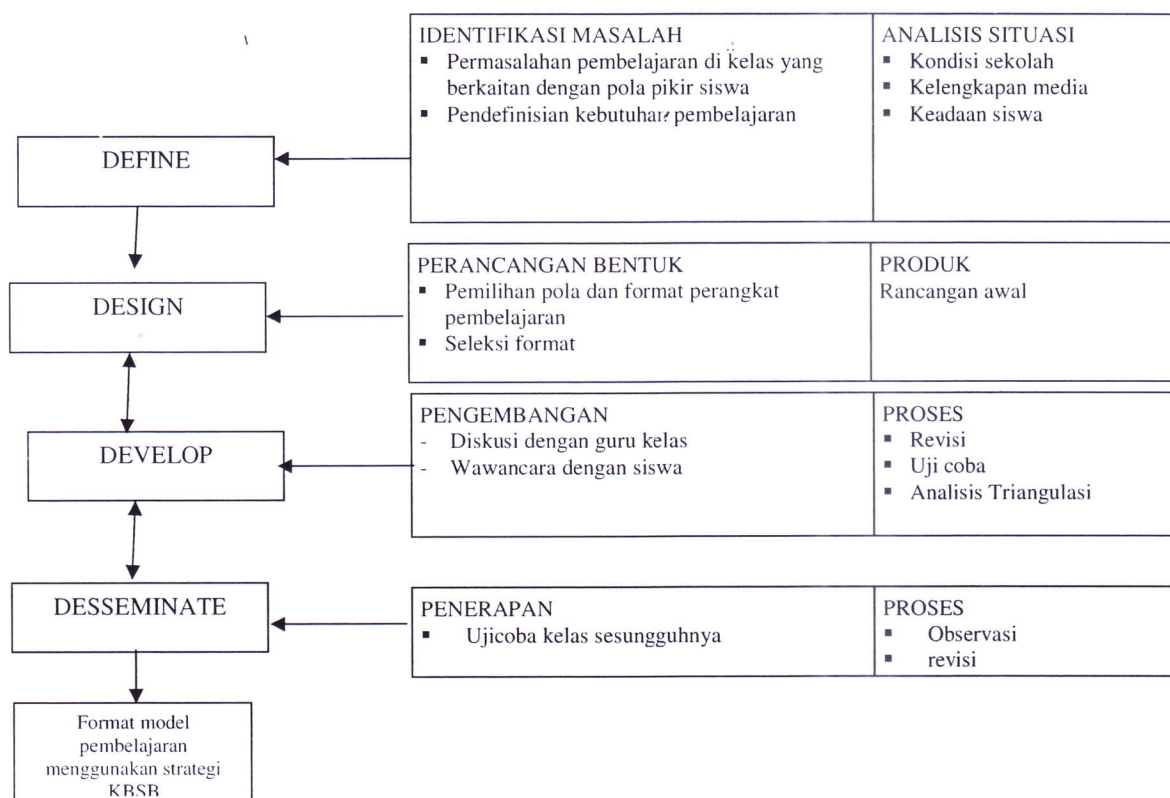 IDENTIFIKASI MASALAH
▪ Permasalahan pembelajaran di kelas yang
berkaitan dengan pola pikir siswa
▪ Pendefinisian kebutuhan pembelajaran
ANALISIS SITUASI
▪ Kondisi sekolah
▪ Kelengkapan media
▪ Keadaan siswa
DEFINE
PERANCANGAN BENTUK
▪ Pemilihan pola dan format perangkat
pembelajaran
▪ Seleksi format
PRODUK
Rancangan awal
DESIGN
PENGEMBANGAN
- Diskusi dengan guru kelas
- Wawancara dengan siswa
PROSES
▪ Revisi
▪ Uji coba
▪ Analisis Triangulasi
DEVELOP
PENERAPAN
▪ Ujicoba kelas sesungguhnya
PROSES
▪ Observasi
▪ revisi
DESSEMINATE
Format model
pembelajaran
menggunakan strategi
KBSB